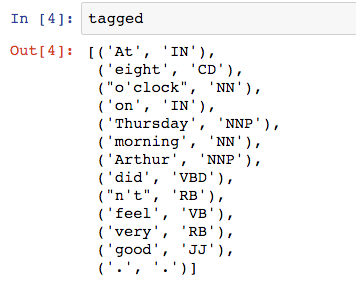 In [4]: tagged
Out[4]: [('At', 'IN'),
('eight', 'CD'),
("o'clock", 'NN'),
('on', 'IN'),
('Thursday', 'NNP'),
('morning', 'NN'),
('Arthur', 'NNP'),
('did', 'VBD'),
("n't", 'RB'),
('feel', 'VB'),
('very', 'RB'),
('good', 'JJ'),
('.', '.')]